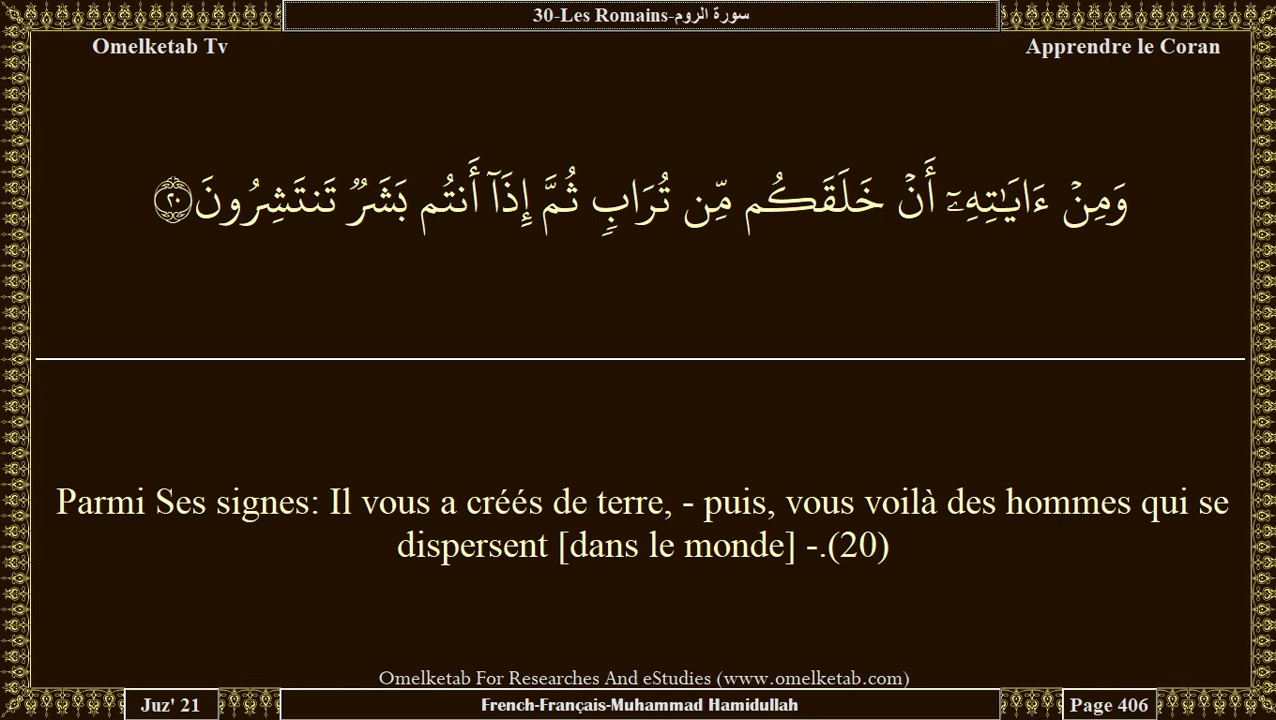 30-Les Romains-سورة الروم
Omelketab Tv
Apprendre le Coran
وَمِنْ ءَايَـٰتِهِۦٓ أَنْ خَلَقَكُم مِّن تُرَابٍۢ ثُمَّ إِذَآ أَنتُم بَشَرٌۭ تَنتَشِرُونَ ٢٠
Parmi Ses signes: Il vous a créés de terre, - puis, vous voilà des hommes qui se
dispersent [dans le monde] -.(20)
Omelketab For Researches And eStudies (www.omelketab.com)
Juz' 21
French-Français-Muhammad Hamidullah
Page 406